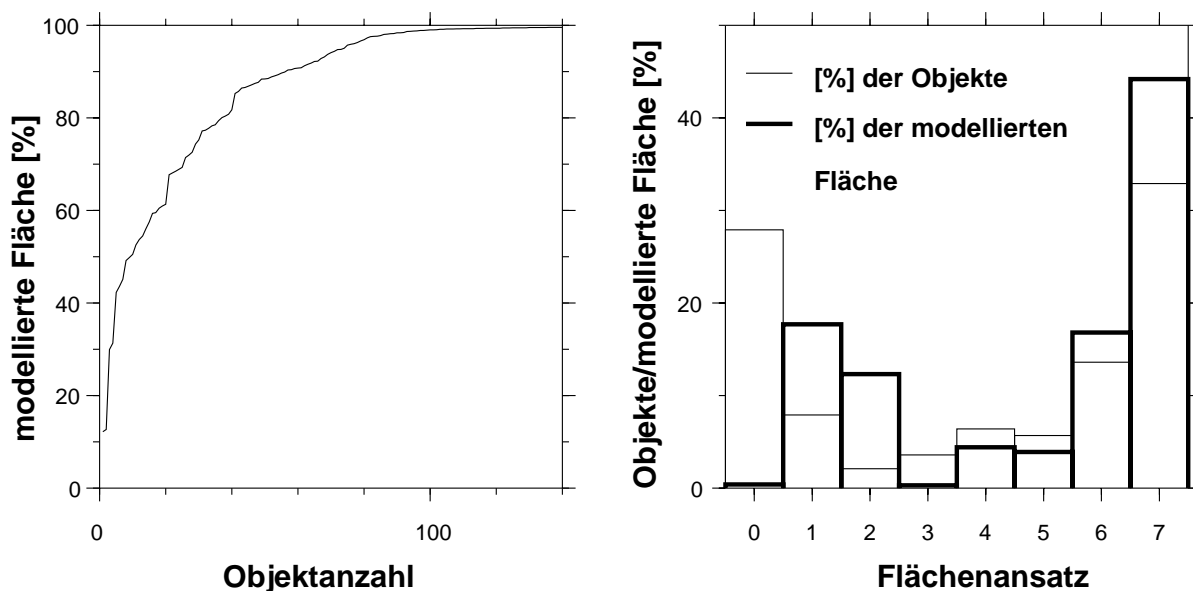 modellierte Fläche [%]
100
80
60
40
20
0
0 100
Objektanzahl
Objekte/modellierte Fläche [%]
40
20
0
[%] der Objekte
[%] der modellierten
Fläche
0 1 2 3 4 5 6 7
Flächenansatz